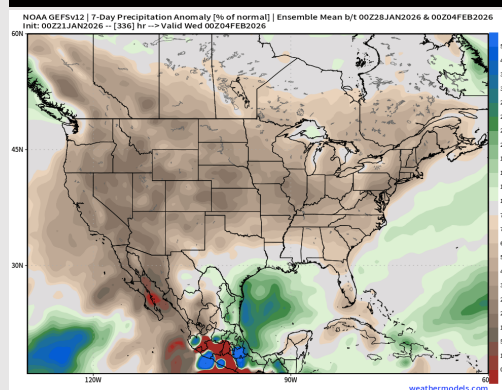 NOAA GEFSv12 | 7-Day Precipitation Anomaly [% of normal] | Ensemble Mean b/t 00Z28JAN2026 & 00Z04FEB2026
Init: 00Z21JAN2026 -- [336] hr --> Valid Wed 00Z04FEB2026
60N
45N
30N
120W
90W
weathermodels.com